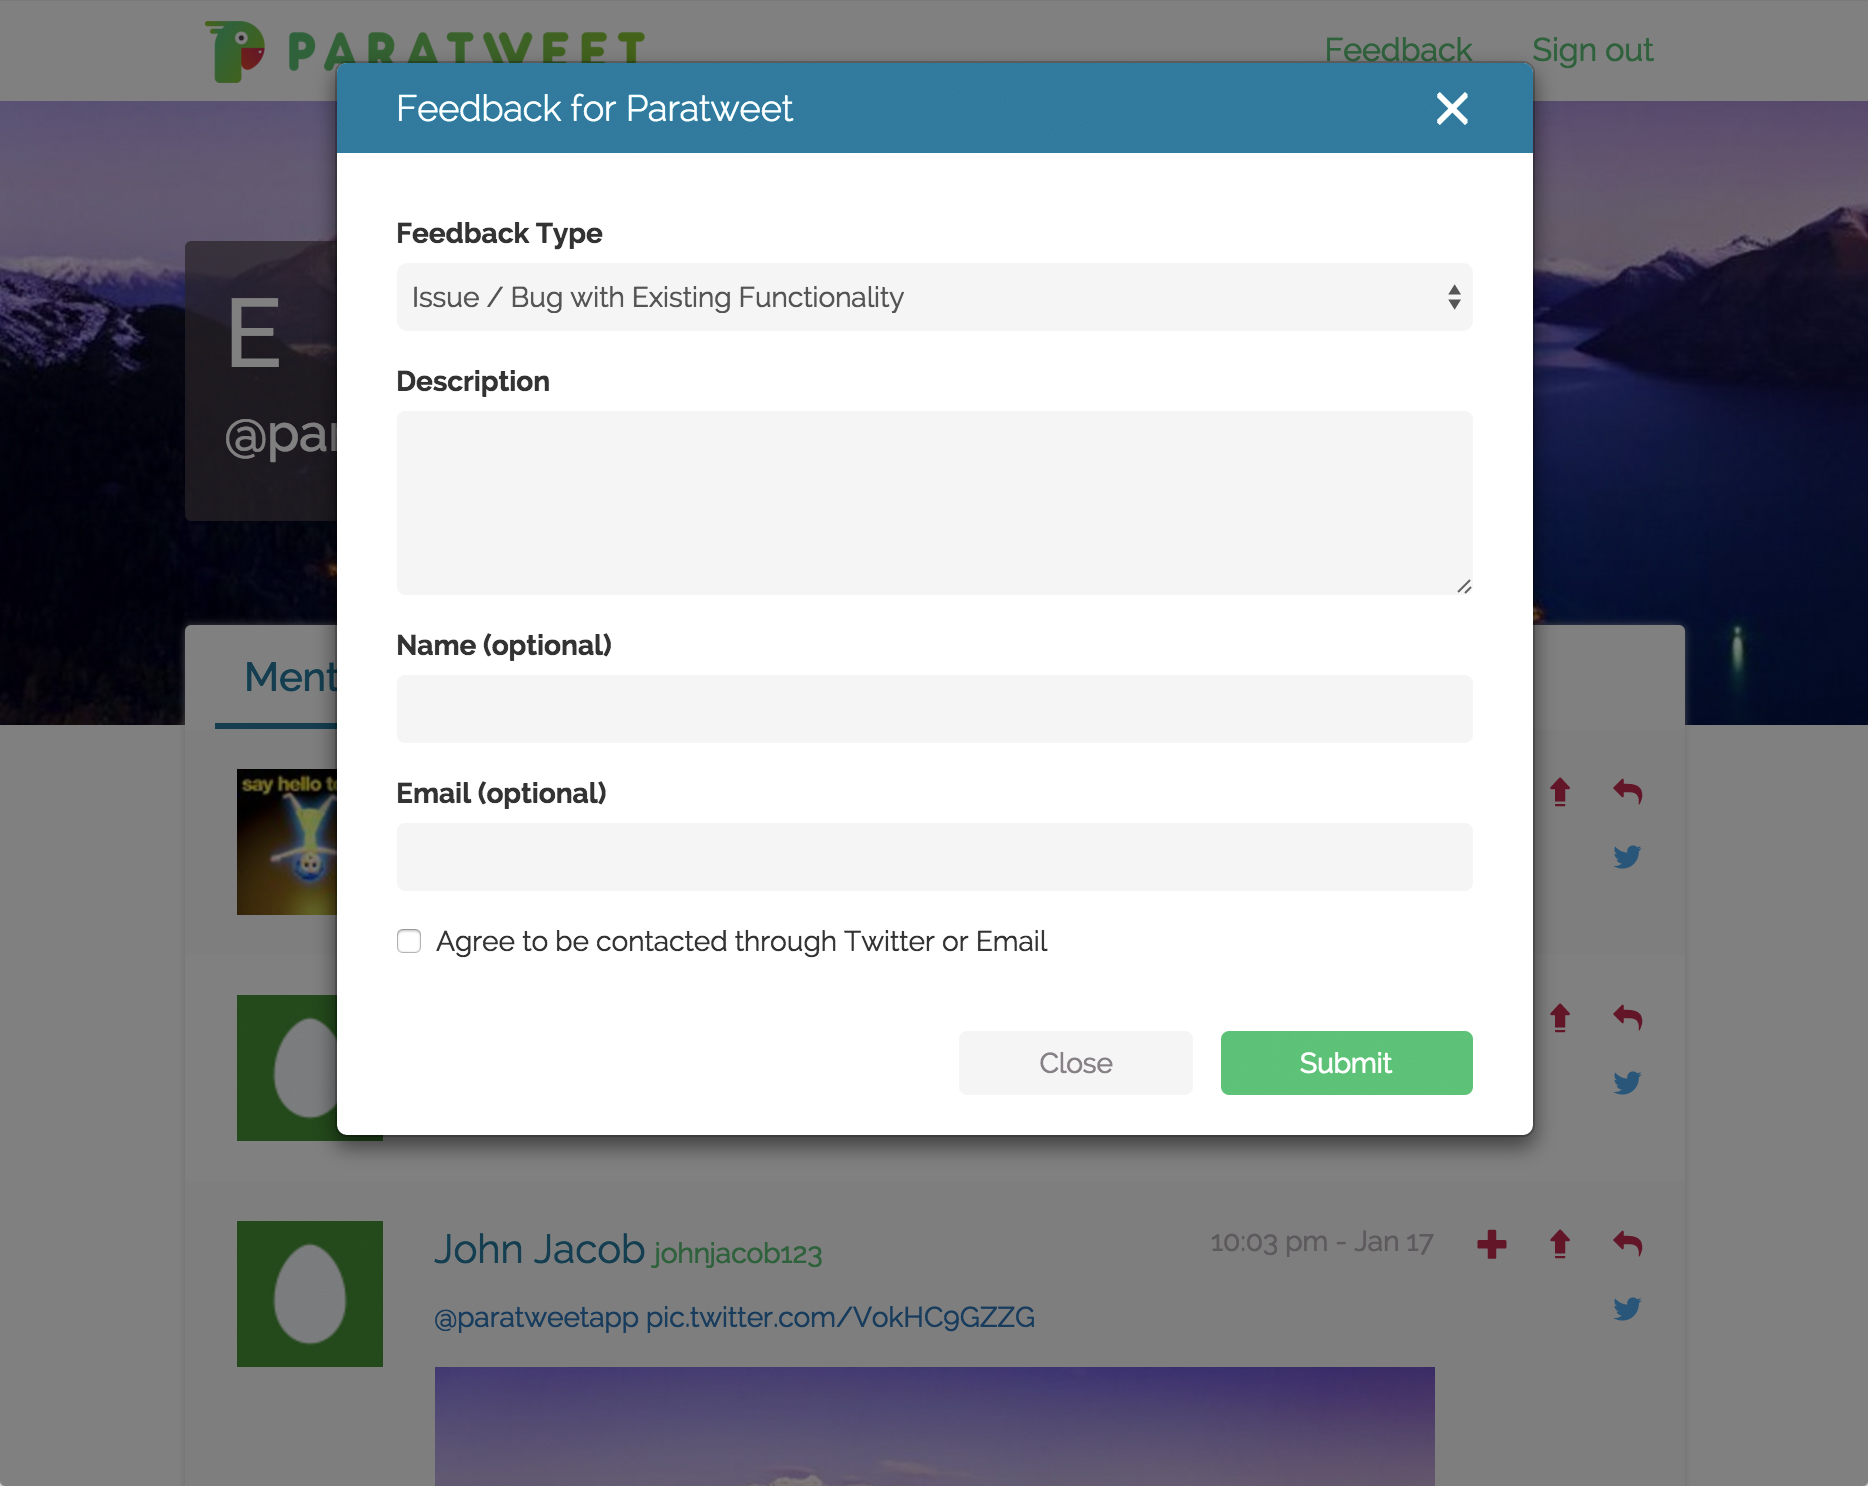 PARATWEET
Feedback
Sign out
Feedback for Paratweet
Feedback Type
Issue / Bug with Existing Functionality
E
Description
Name (optional)
Email (optional)
say hello
Agree to be contacted through Twitter or Email
Close
Submit
John Jacob johnjacob123
10:03 pm - Jan 17
@paratweetapp pic.twitter.com/VokHC9GZZG